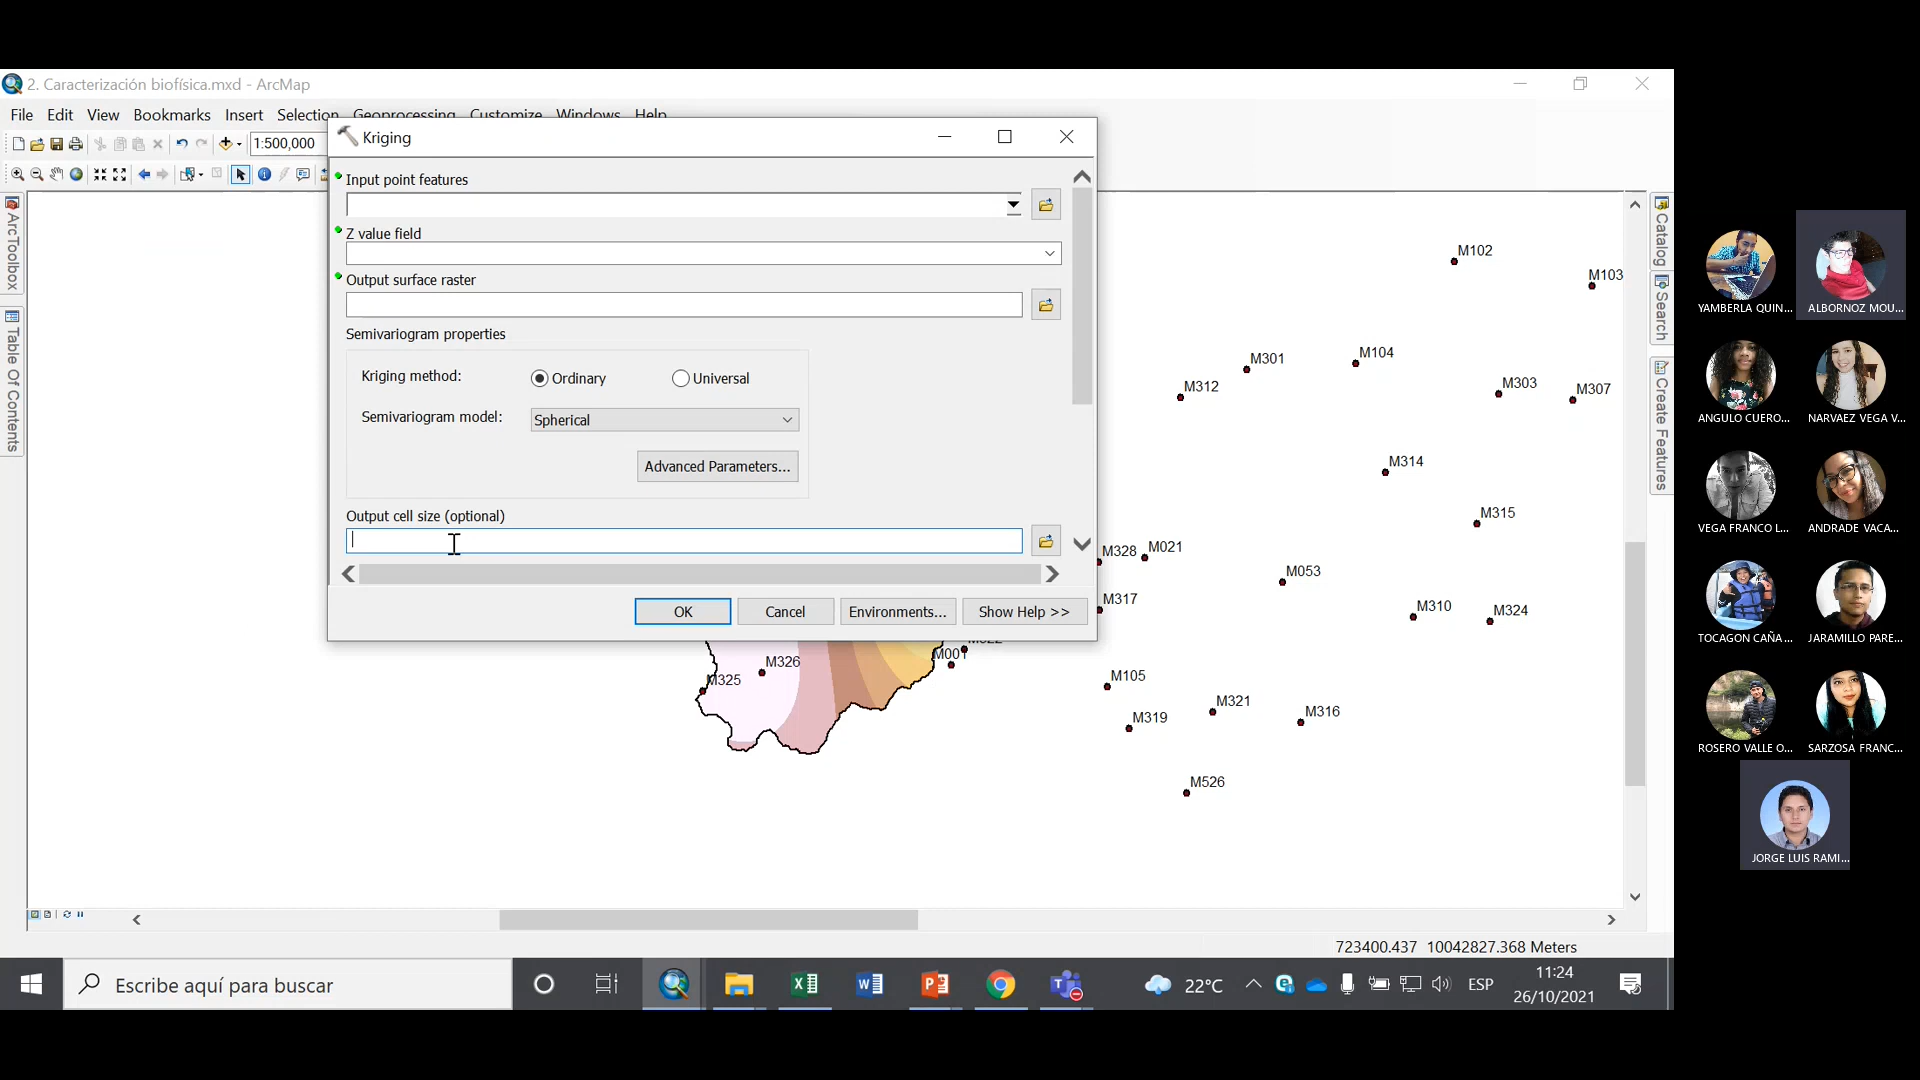 2. Caracterización biofísica.mxd - ArcMap
File Edit View Bookmarks Insert Selection Geoprocessing Customize Windows Help
1:500,000
Kriging
Input point features
Z value field
Output surface raster
Semivariogram properties
Kriging method:
Ordinary
Universal
Semivariogram model:
Spherical
Advanced Parameters...
Output cell size (optional)
OK
Cancel
Environments...
Show Help >>
ArcToolbox
Table Of Contents
Catalog
Search
Create Features
M102
M103
M301
M104
M312
M303
M307
M314
M315
M328
M021
M053
M317
M310
M324
M001
M326
M325
M105
M321
M319
M316
M526
723400.437 10042827.368 Meters
Escribe aquí para buscar
22°C
ESP
11:24
26/10/2021
YAMBERLA QUIN...
ALBORNOZ MOU...
ANGULO CUERO...
NARVAEZ VEGA V...
VEGA FRANCO L...
ANDRADE VACA...
TOCAGON CAÑA...
JARAMILLO PARE...
ROSERO VALLE O...
SARZOSA FRANC...
JORGE LUIS RAMI...